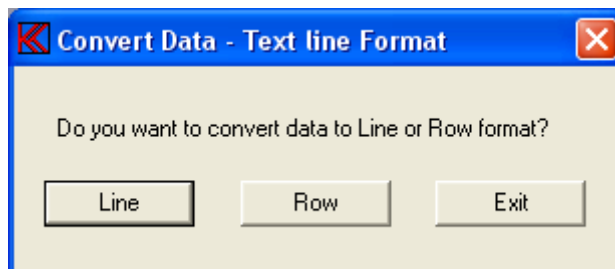 Convert Data - Text line Format
Do you want to convert data to Line or Row format?
Line Row Exit